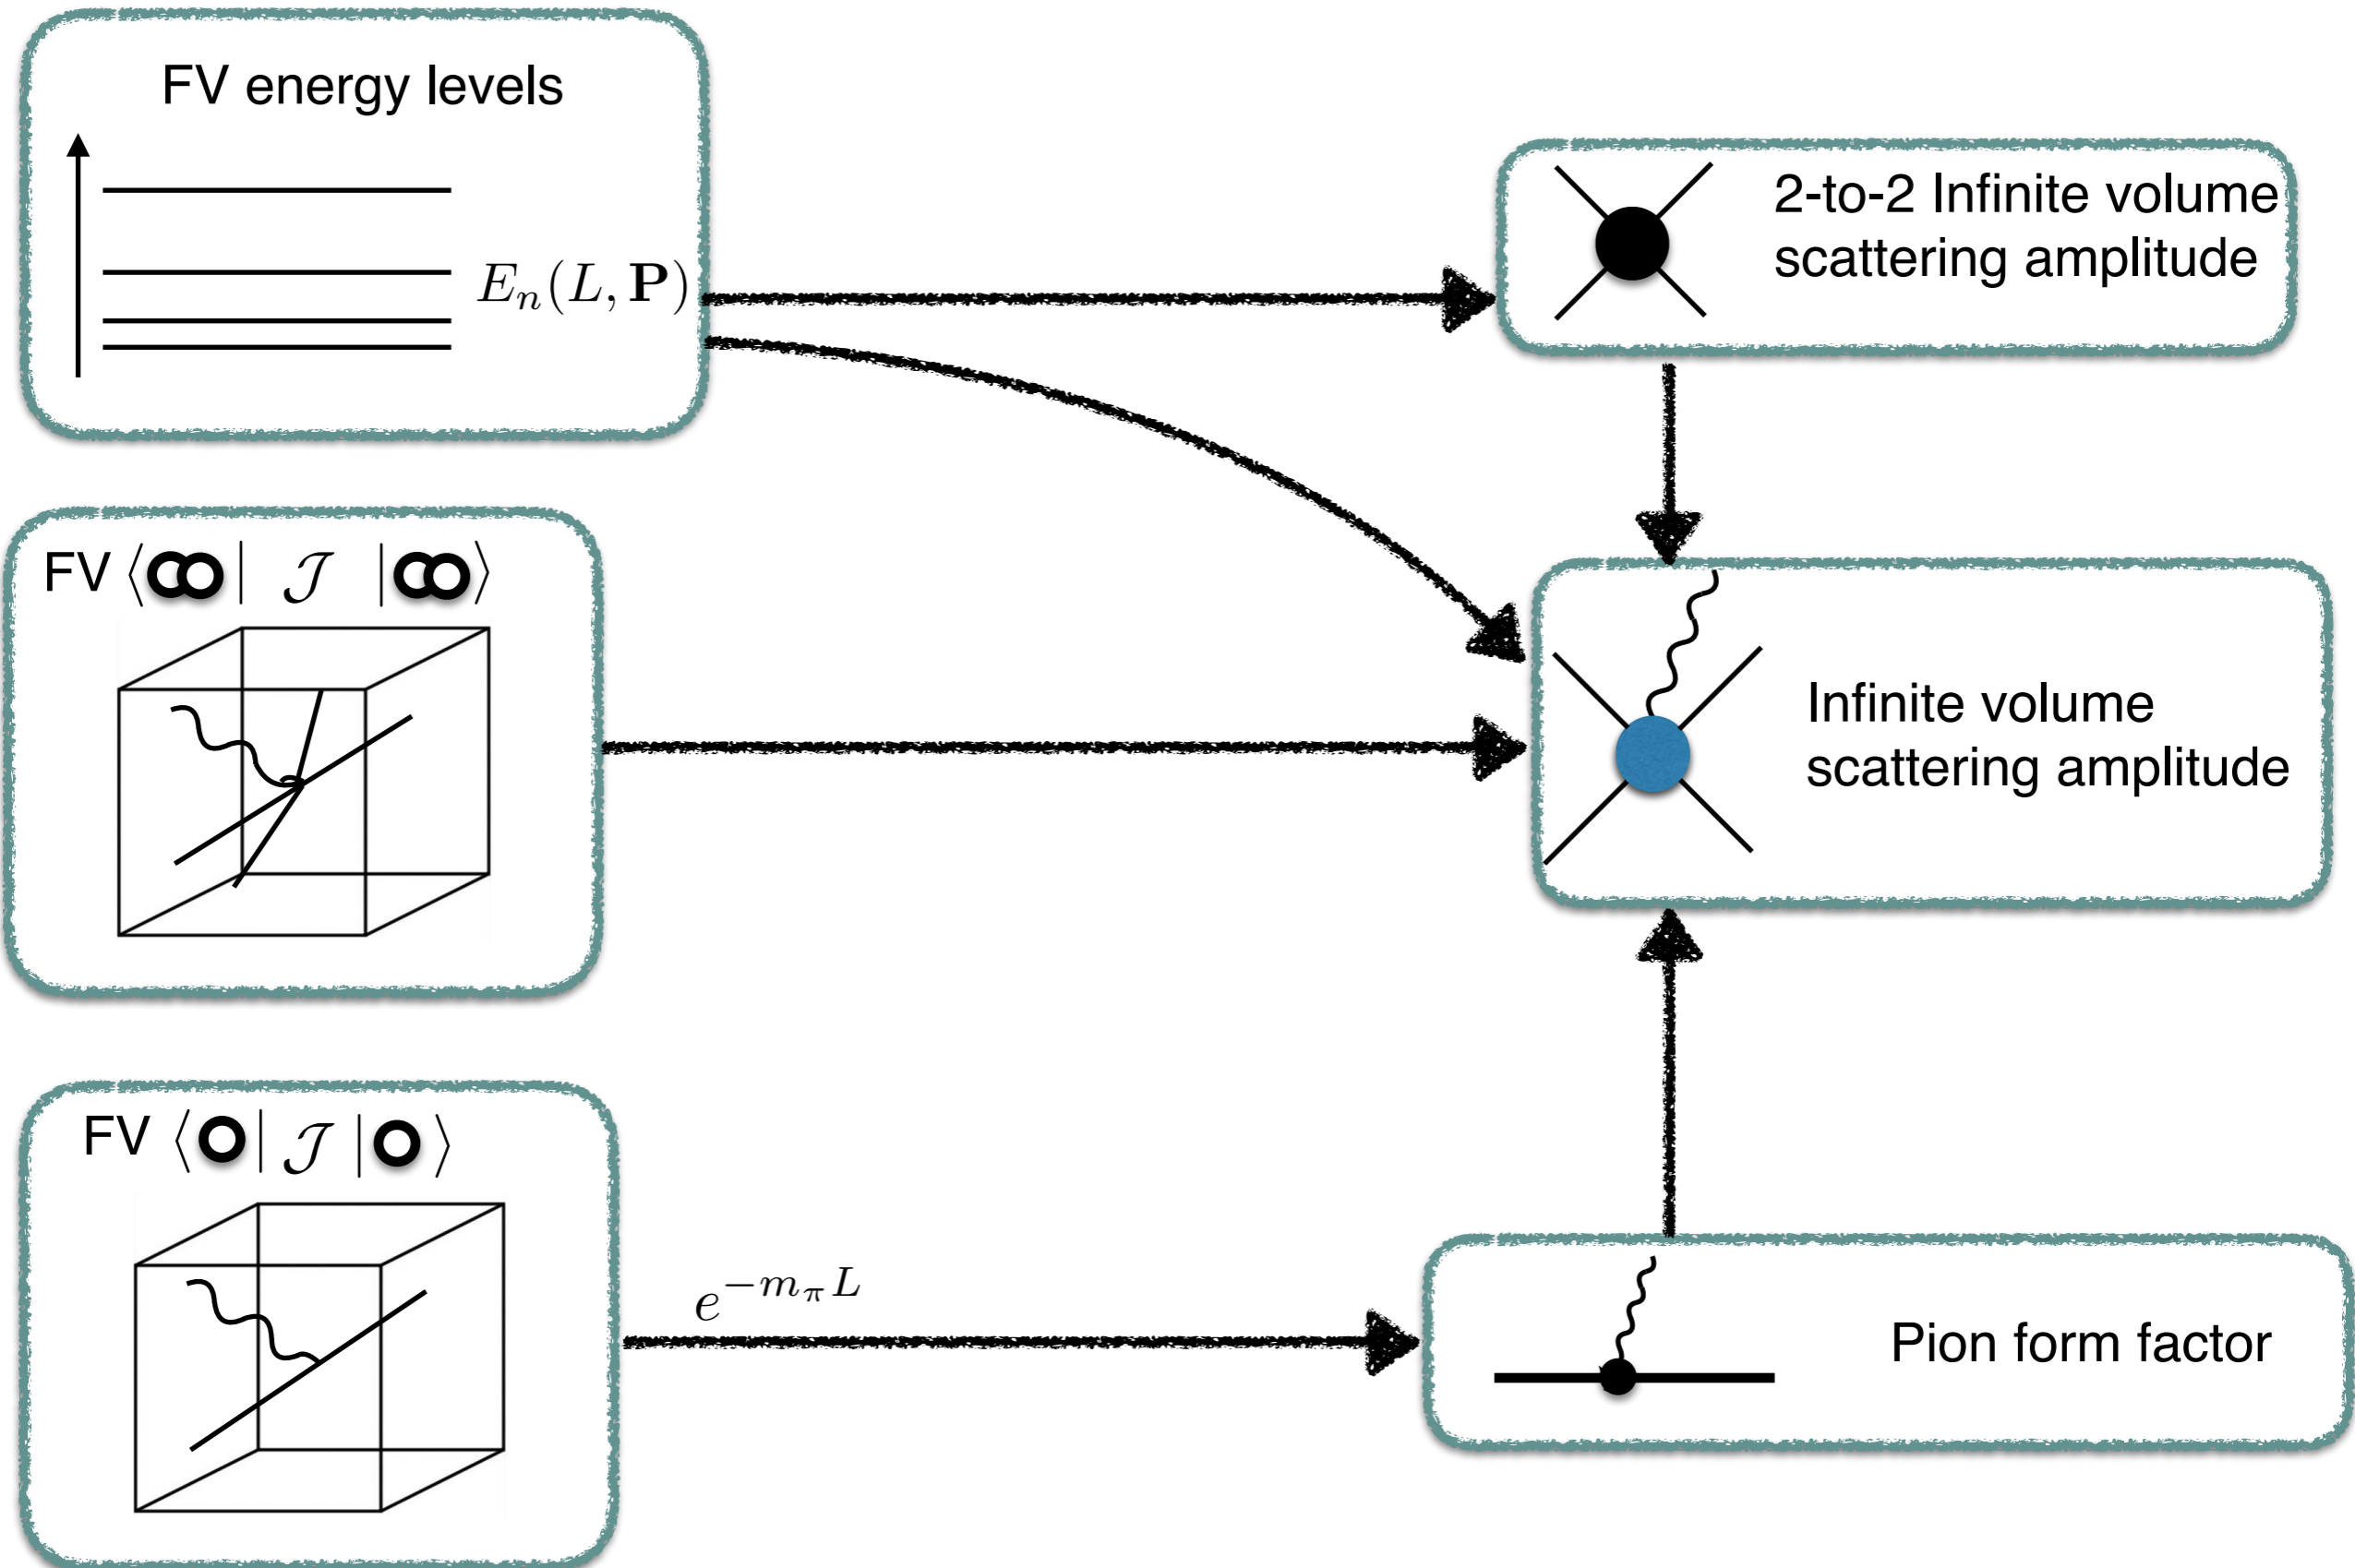 FV energy levels
E_n(L, P)
2-to-2 Infinite volume
scattering amplitude
FV ⟨ | 𝒥 | ⟩
Infinite volume
scattering amplitude
FV ⟨ | 𝒥 | ⟩
e^{-m_π L}
Pion form factor